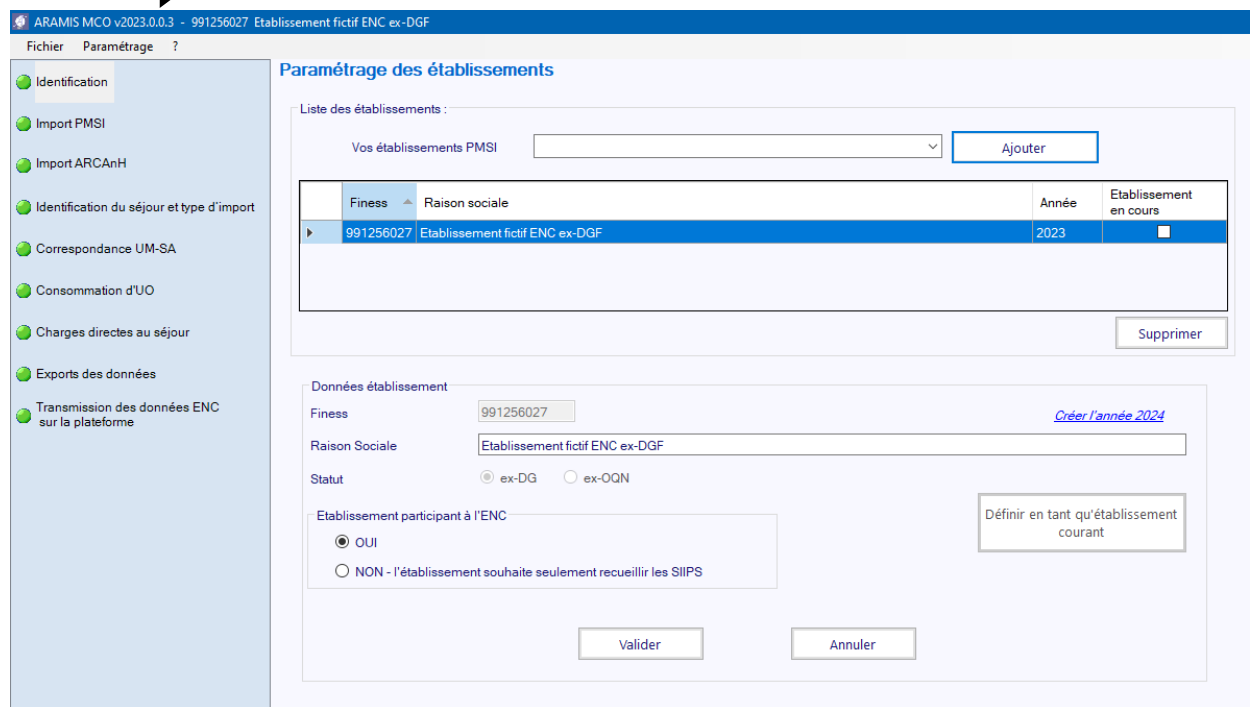 ARAMIS MCO v2023.0.0.3 - 991256027 Etablissement fictif ENC ex-DGF
Fichier Paramétrage ?
Identification
Import PMSI
Import ARCAnH
Identification du séjour et type d'import
Correspondance UM-SA
Consommation d'UO
Charges directes au séjour
Exports des données
Transmission des données ENC
sur la plateforme
Paramétrage des établissements
Liste des établissements :
Vos établissements PMSI Ajouter
Finess Raison sociale Année Etablissement
en cours
991256027 Etablissement fictif ENC ex-DGF 2023
Supprimer
Données établissement
Finess 991256027 Créer l'année 2024
Raison Sociale Etablissement fictif ENC ex-DGF
Statut ex-DG ex-OQN
Etablissement participant à l'ENC
OUI
NON - l'établissement souhaite seulement recueillir les SIIPS
Définir en tant qu'établissement
courant
Valider Annuler